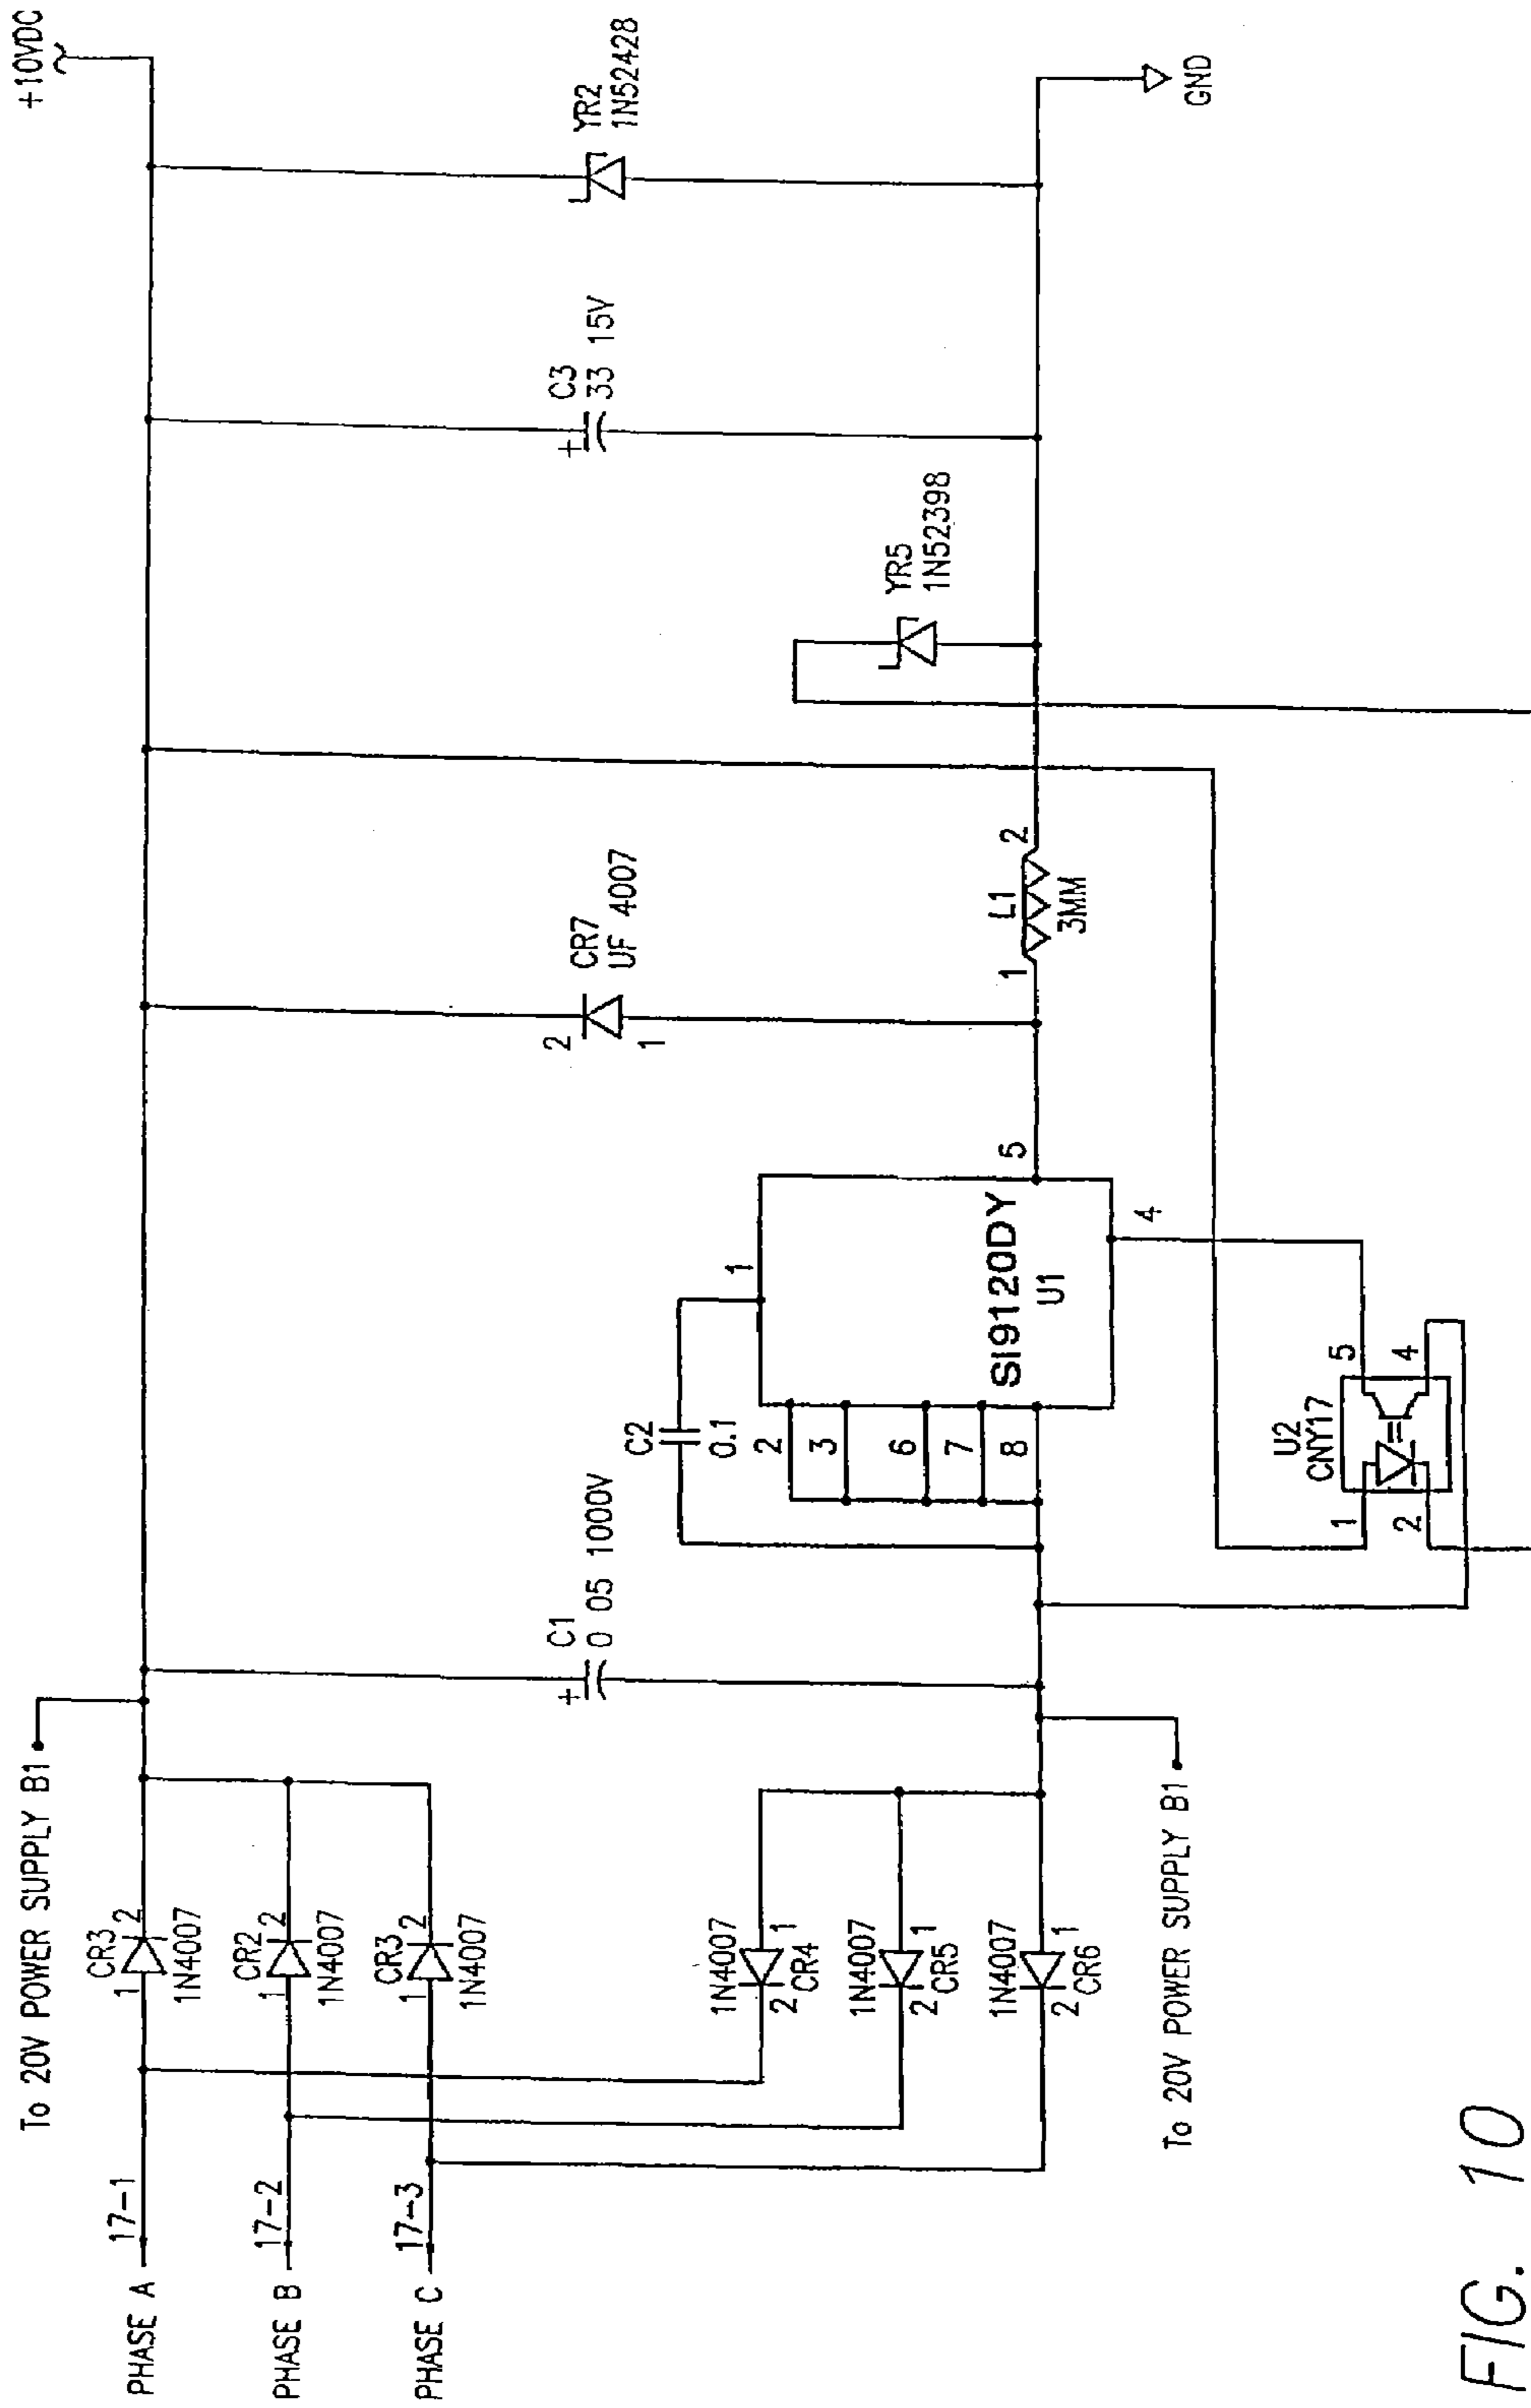 To 20V POWER SUPPLY B1
+10VDC
PHASE A
17-1
1
CR3
2
1N4007
PHASE B
17-2
1
CR2
2
1N4007
PHASE C
17-3
1
CR3
2
1N4007
1N4007
2
1
CR4
1N4007
2
1
CR5
1N4007
2
1
CR6
To 20V POWER SUPPLY B1
C1
+
0 05 1000V
C2
0.1
1
2
3
6
7
8
SI9120DY
U1
5
4
U2
CNY17
1
2
5
4
CR7
UF 4007
2
1
L1
1
2
3MM
YR5
1N52398
C3
+
33 15V
YR2
1N52428
GND
FIG. 10